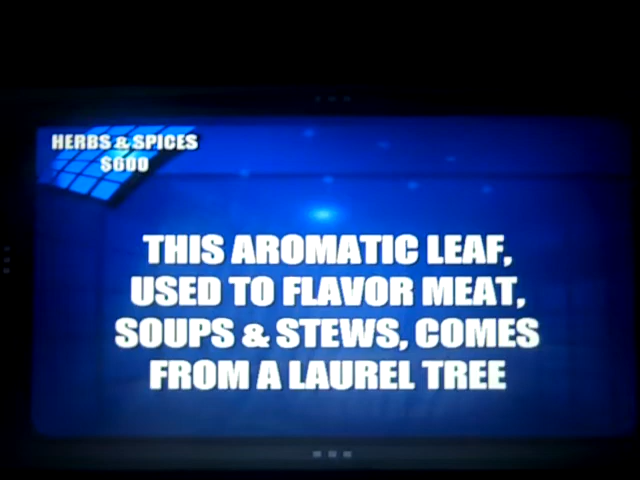 HERBS & SPICES
$600
THIS AROMATIC LEAF,
USED TO FLAVOR MEAT,
SOUPS & STEWS, COMES
FROM A LAUREL TREE